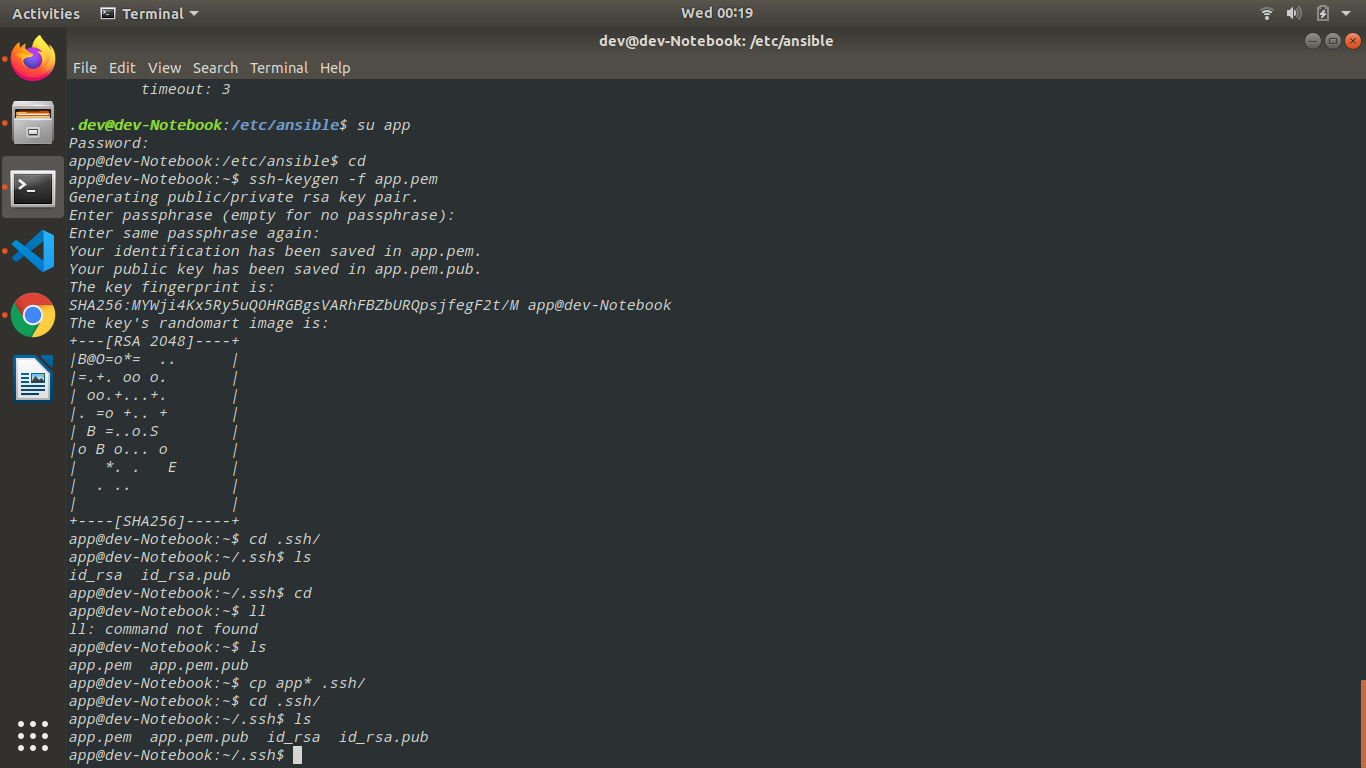 Activities Terminal Wed 00:19
dev@dev-Notebook: /etc/ansible
File Edit View Search Terminal Help
        timeout: 3
.dev@dev-Notebook:/etc/ansible$ su app
Password:
app@dev-Notebook:/etc/ansible$ cd
app@dev-Notebook:~$ ssh-keygen -f app.pem
Generating public/private rsa key pair.
Enter passphrase (empty for no passphrase):
Enter same passphrase again:
Your identification has been saved in app.pem.
Your public key has been saved in app.pem.pub.
The key fingerprint is:
SHA256:MYWji4Kx5Ry5uQOHRGBgsVARhFBZbURQpsjfegF2t/M app@dev-Notebook
The key's randomart image is:
+---[RSA 2048]----+
|B@O=o*=  ..      |
|=.+. oo o.       |
| oo.+...+.       |
|. =o +.. +       |
| B =..o.S        |
|o B o... o       |
|   *. .   E      |
|  . ..           |
|                 |
+----[SHA256]-----+
app@dev-Notebook:~$ cd .ssh/
app@dev-Notebook:~/.ssh$ ls
id_rsa  id_rsa.pub
app@dev-Notebook:~/.ssh$ cd
app@dev-Notebook:~$ ll
ll: command not found
app@dev-Notebook:~$ ls
app.pem  app.pem.pub
app@dev-Notebook:~$ cp app* .ssh/
app@dev-Notebook:~$ cd .ssh/
app@dev-Notebook:~/.ssh$ ls
app.pem  app.pem.pub  id_rsa  id_rsa.pub
app@dev-Notebook:~/.ssh$